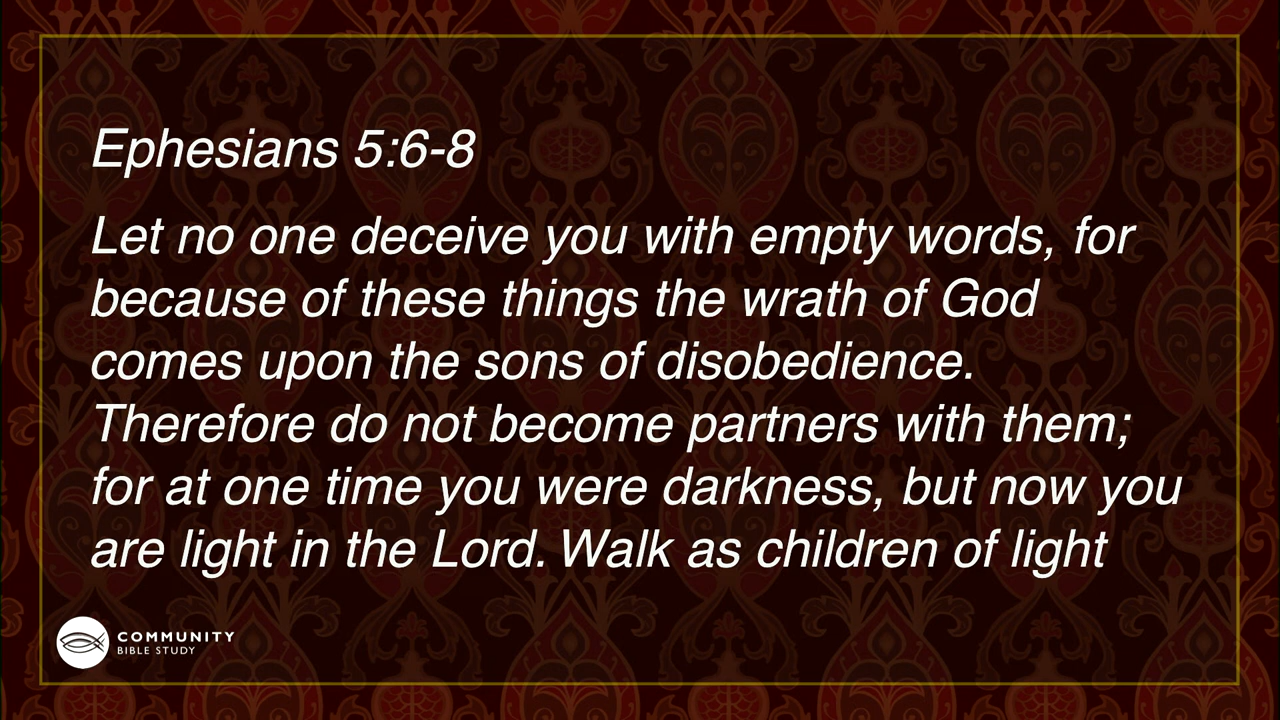 Ephesians 5:6-8
Let no one deceive you with empty words, for
because of these things the wrath of God
comes upon the sons of disobedience.
Therefore do not become partners with them;
for at one time you were darkness, but now you
are light in the Lord. Walk as children of light
COMMUNITY
BIBLE STUDY